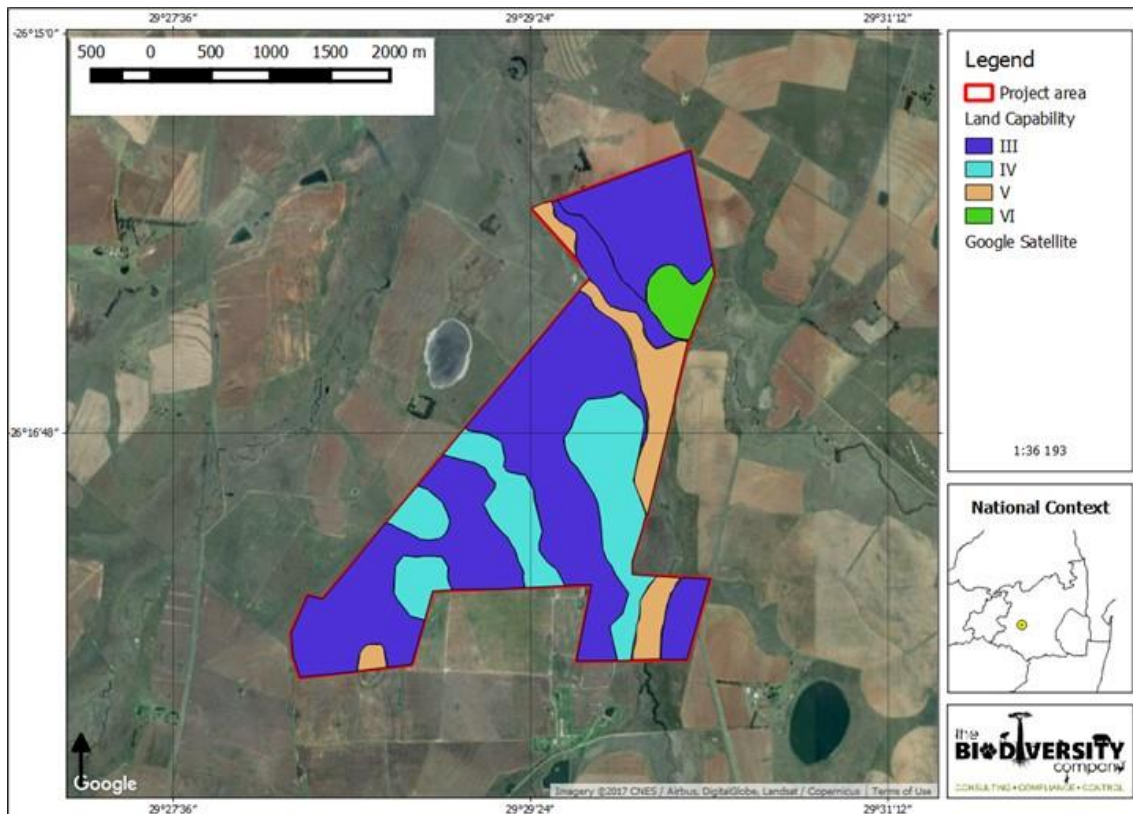 29°27'36" 29°29'24" 29°31'12"
-26°15'0
500 0 500 1000 1500 2000 m
26°16'48"
Google
Imagery ©2017 CNES / Airbus, DigitalGlobe, Landsat / Copernicus Terms of Use
29°27'36" 29°29'24" 29°31'12"
Legend
Project area
Land Capability
III
IV
V
VI
Google Satellite
1:36 193
National Context
the
BIODIVERSITY
company
CONSULTING • COMPLIANCE • CONTROL